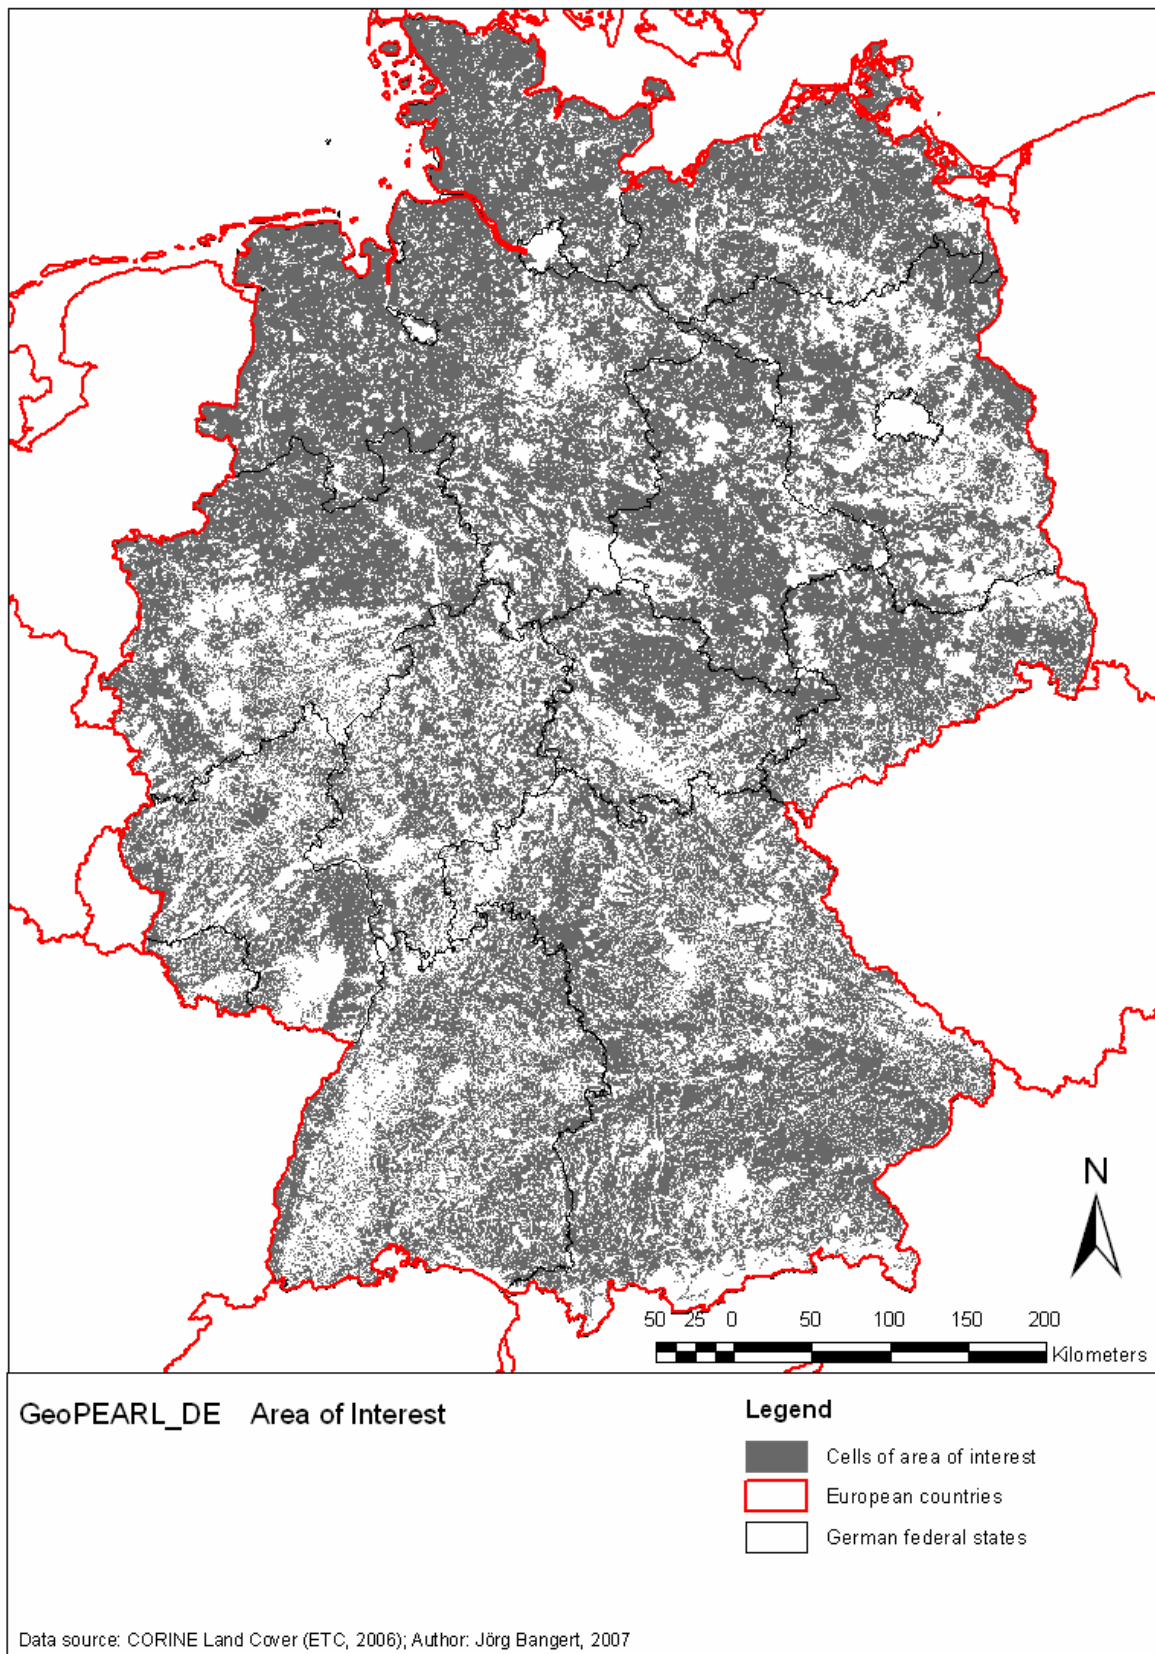 N
50 25 0 50 100 150 200
Kilometers
GeoPEARL_DE Area of Interest
Legend
Cells of area of interest
European countries
German federal states
Data source: CORINE Land Cover (ETC, 2006); Author: Jörg Bangert, 2007